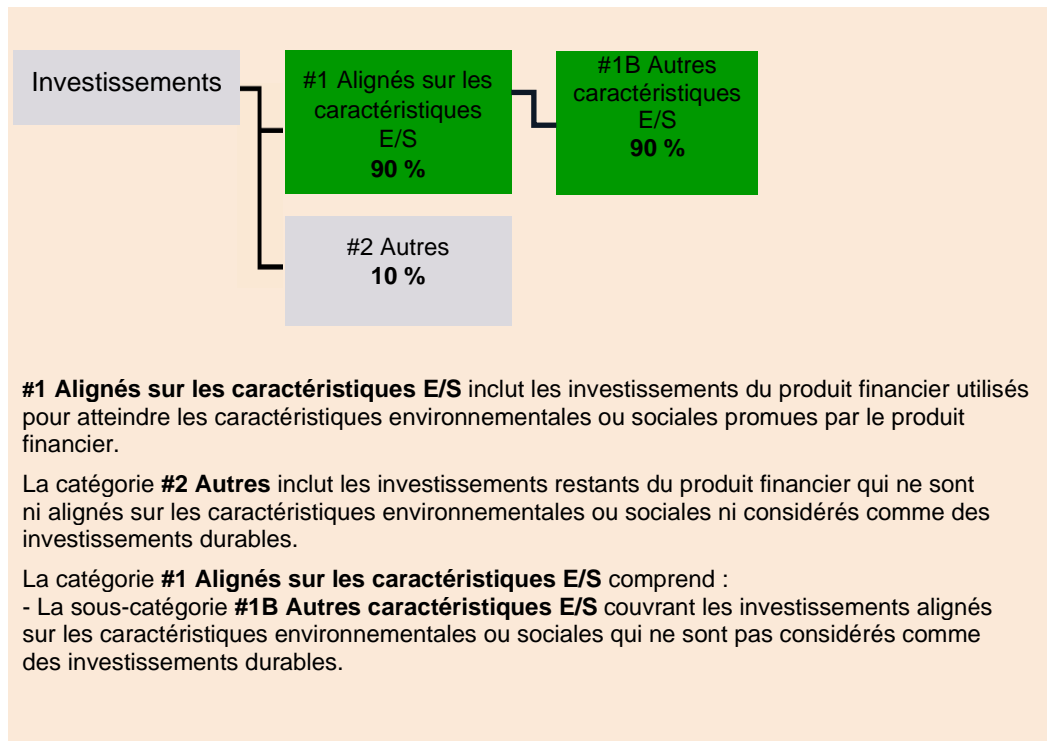 Investissements
#1 Alignés sur les
caractéristiques
E/S
90 %
#1B Autres
caractéristiques
E/S
90 %
#2 Autres
10 %
#1 Alignés sur les caractéristiques E/S inclut les investissements du produit financier utilisés
pour atteindre les caractéristiques environnementales ou sociales promues par le produit
financier.
La catégorie #2 Autres inclut les investissements restants du produit financier qui ne sont
ni alignés sur les caractéristiques environnementales ou sociales ni considérés comme des
investissements durables.
La catégorie #1 Alignés sur les caractéristiques E/S comprend :
- La sous-catégorie #1B Autres caractéristiques E/S couvrant les investissements alignés
sur les caractéristiques environnementales ou sociales qui ne sont pas considérés comme
des investissements durables.